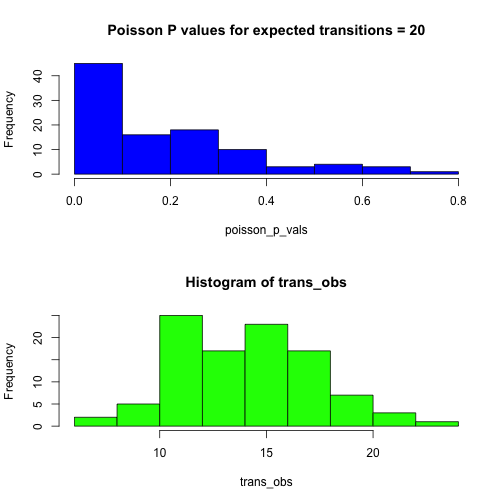 Poisson P values for expected transitions = 20
Frequency
40
30
20
10
0
0.0 0.2 0.4 0.6 0.8
poisson_p_vals
Histogram of trans_obs
Frequency
20
10
5
0
10 15 20
trans_obs